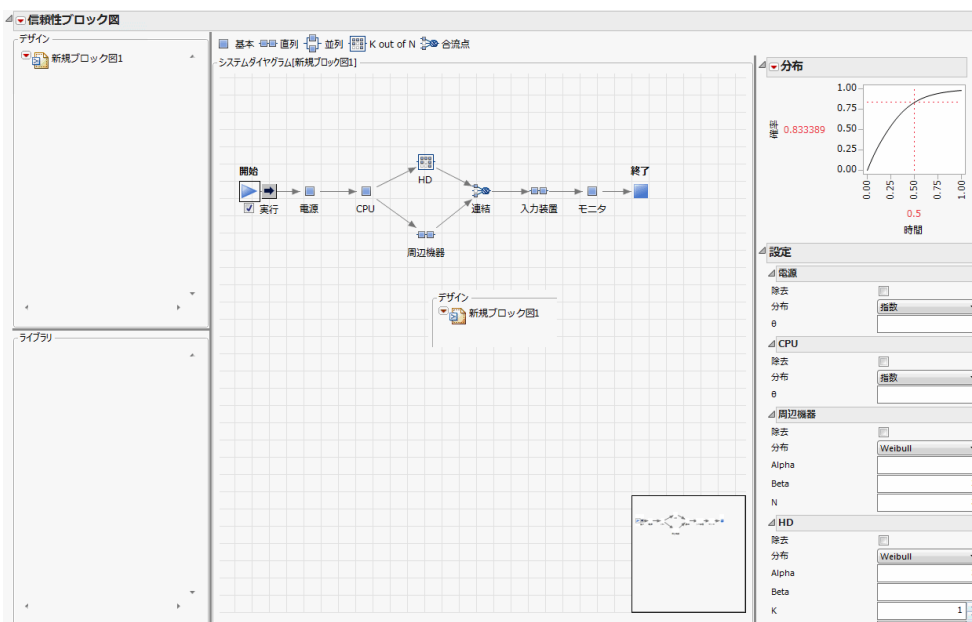 信頼性ブロック図
デザイン
新規ブロック図1
ライブラリ
基本 直列 並列 K out of N 合流点
システムダイヤグラム[新規ブロック図1]
開始
実行
電源
CPU
HD
周辺機器
連結
入力装置
モニタ
終了
デザイン
新規ブロック図1
分布
確率
0.833389
1.00
0.75
0.50
0.25
0.00
0.00
0.25
0.50
0.75
1.00
0.5
時間
設定
電源
除去
分布 指数
θ
CPU
除去
分布 指数
θ
周辺機器
除去
分布 Weibull
Alpha
Beta
N
HD
除去
分布 Weibull
Alpha
Beta
K 1